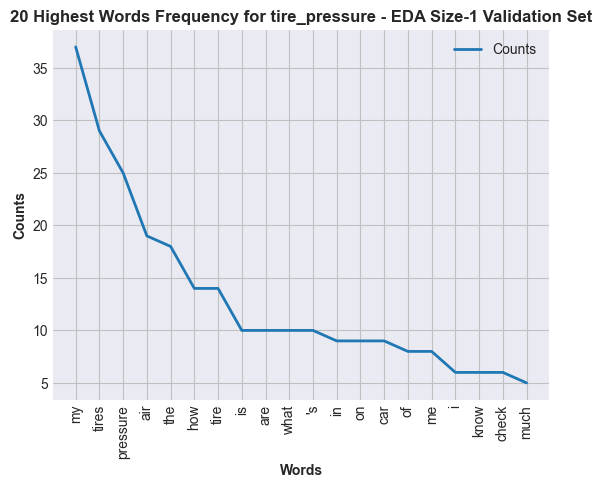 20 Highest Words Frequency for tire_pressure - EDA Size-1 Validation Set
Counts
Counts
35
30
25
20
15
10
5
my
tires
pressure
air
the
how
tire
is
are
what
's
in
on
car
of
me
i
know
check
much
Words